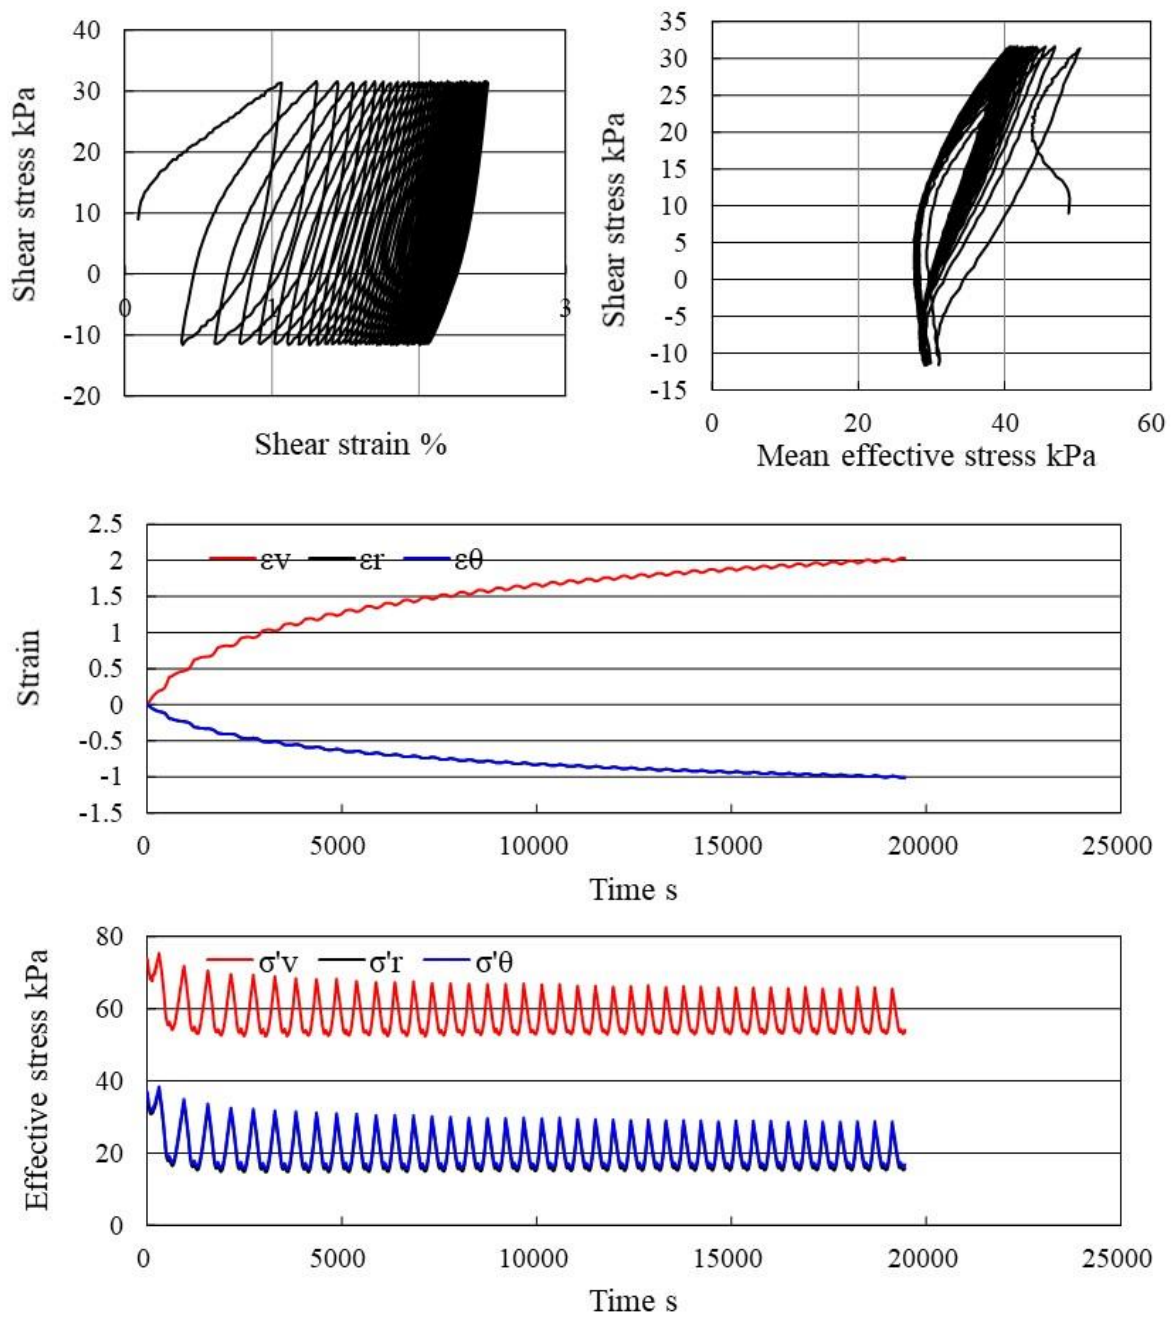 40
30
20
10
0
-10
-20
0
1
3
Shear stress kPa
Shear strain %
35
30
25
20
15
10
5
0
-5
-10
-15
0 20 40 60
Shear stress kPa
Mean effective stress kPa
2.5
2
1.5
1
0.5
0
-0.5
-1
-1.5
εv εr εθ
Strain
0 5000 10000 15000 20000 25000
Time s
80
60
40
20
0
σ'v σ'r σ'θ
Effective stress kPa
0 5000 10000 15000 20000 25000
Time s